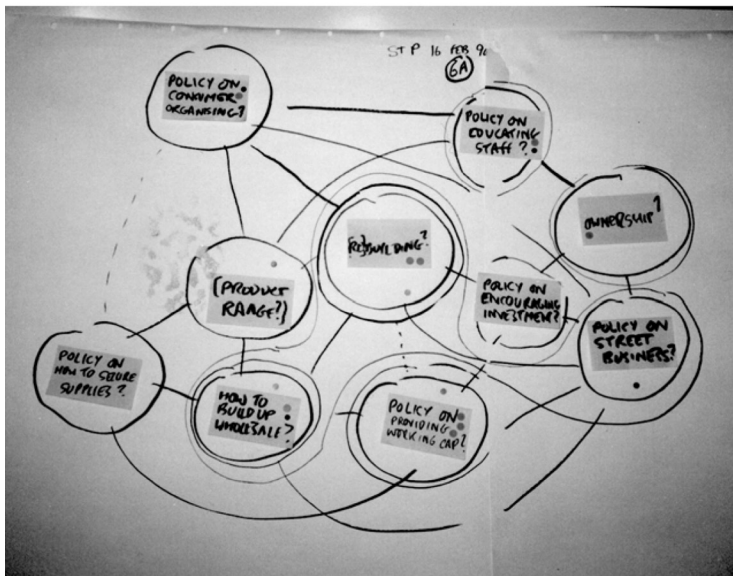 STP 16 FEB 90
6A
POLICY ON
CONSUMER
ORGANISING?
POLICY ON
EDUCATING
STAFF?
OWNERSHIP?
(RE)BUILDING?
(PRODUCT
RANGE?)
POLICY ON
ENCOURAGING
INVESTMENT?
POLICY ON
STREET
BUSINESS?
POLICY ON
HOW TO SECURE
SUPPLIES?
HOW TO
BUILD UP
WHOLESALE?
POLICY ON
PROVIDING
WORKING CAP?